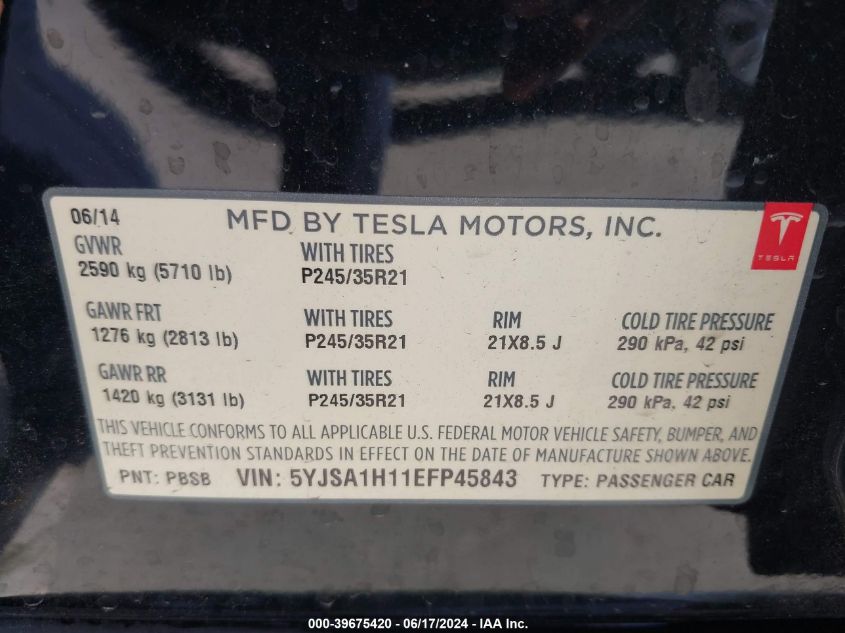 06/14 MFD BY TESLA MOTORS, INC.
TESLA
GVWR WITH TIRES
2590 kg (5710 lb) P245/35R21
GAWR FRT WITH TIRES RIM COLD TIRE PRESSURE
1276 kg (2813 lb) P245/35R21 21X8.5 J 290 kPa, 42 psi
GAWR RR WITH TIRES RIM COLD TIRE PRESSURE
1420 kg (3131 lb) P245/35R21 21X8.5 J 290 kPa, 42 psi
THIS VEHICLE CONFORMS TO ALL APPLICABLE U.S. FEDERAL MOTOR VEHICLE SAFETY, BUMPER, AND
THEFT PREVENTION STANDARDS IN EFFECT ON THE DATE OF MANUFACTURE SHOWN ABOVE.
PNT: PBSB VIN: 5YJSA1H11EFP45843 TYPE: PASSENGER CAR
000-39675420 - 06/17/2024 - IAA Inc.